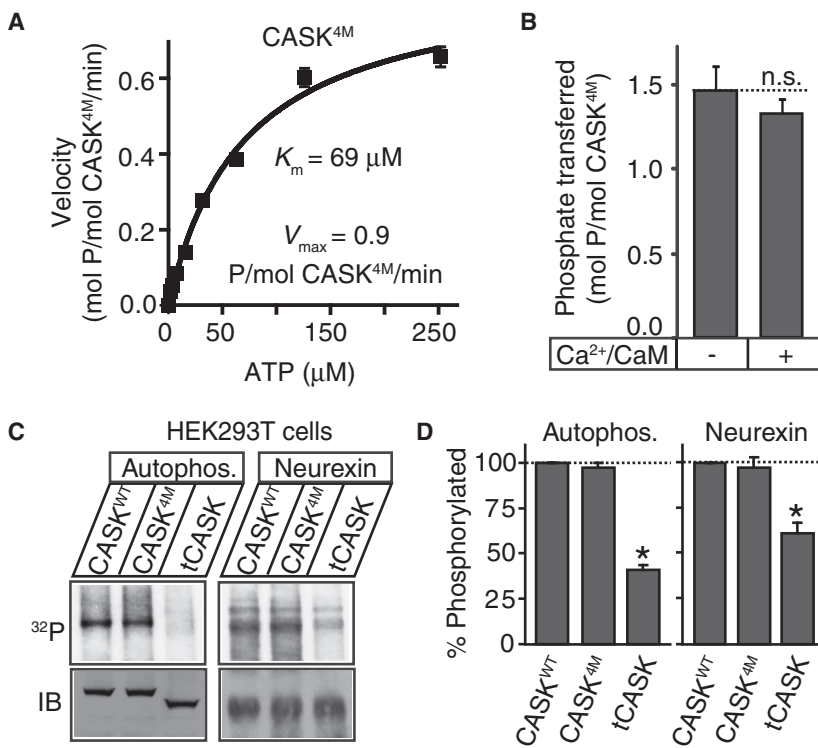 A
CASK⁴ᴹ
Velocity
(mol P/mol CASK⁴ᴹ/min)
0.6
0.4
0.2
0.0
Kₘ = 69 µM
Vₘₐₓ = 0.9
P/mol CASK⁴ᴹ/min
0 50 150 200 250
ATP (µM)
B
Phosphate transferred
(mol P/mol CASK⁴ᴹ)
1.5
1.0
0.5
0.0
n.s.
Ca²⁺/CaM - +
C
HEK293T cells
Autophos. Neurexin
CASKᵂᵀ CASK⁴ᴹ tCASK CASKᵂᵀ CASK⁴ᴹ tCASK
³²P
IB
D
Autophos. Neurexin
% Phosphorylated
100
75
50
25
0
* *
CASKᵂᵀ CASK⁴ᴹ tCASK CASKᵂᵀ CASK⁴ᴹ tCASK